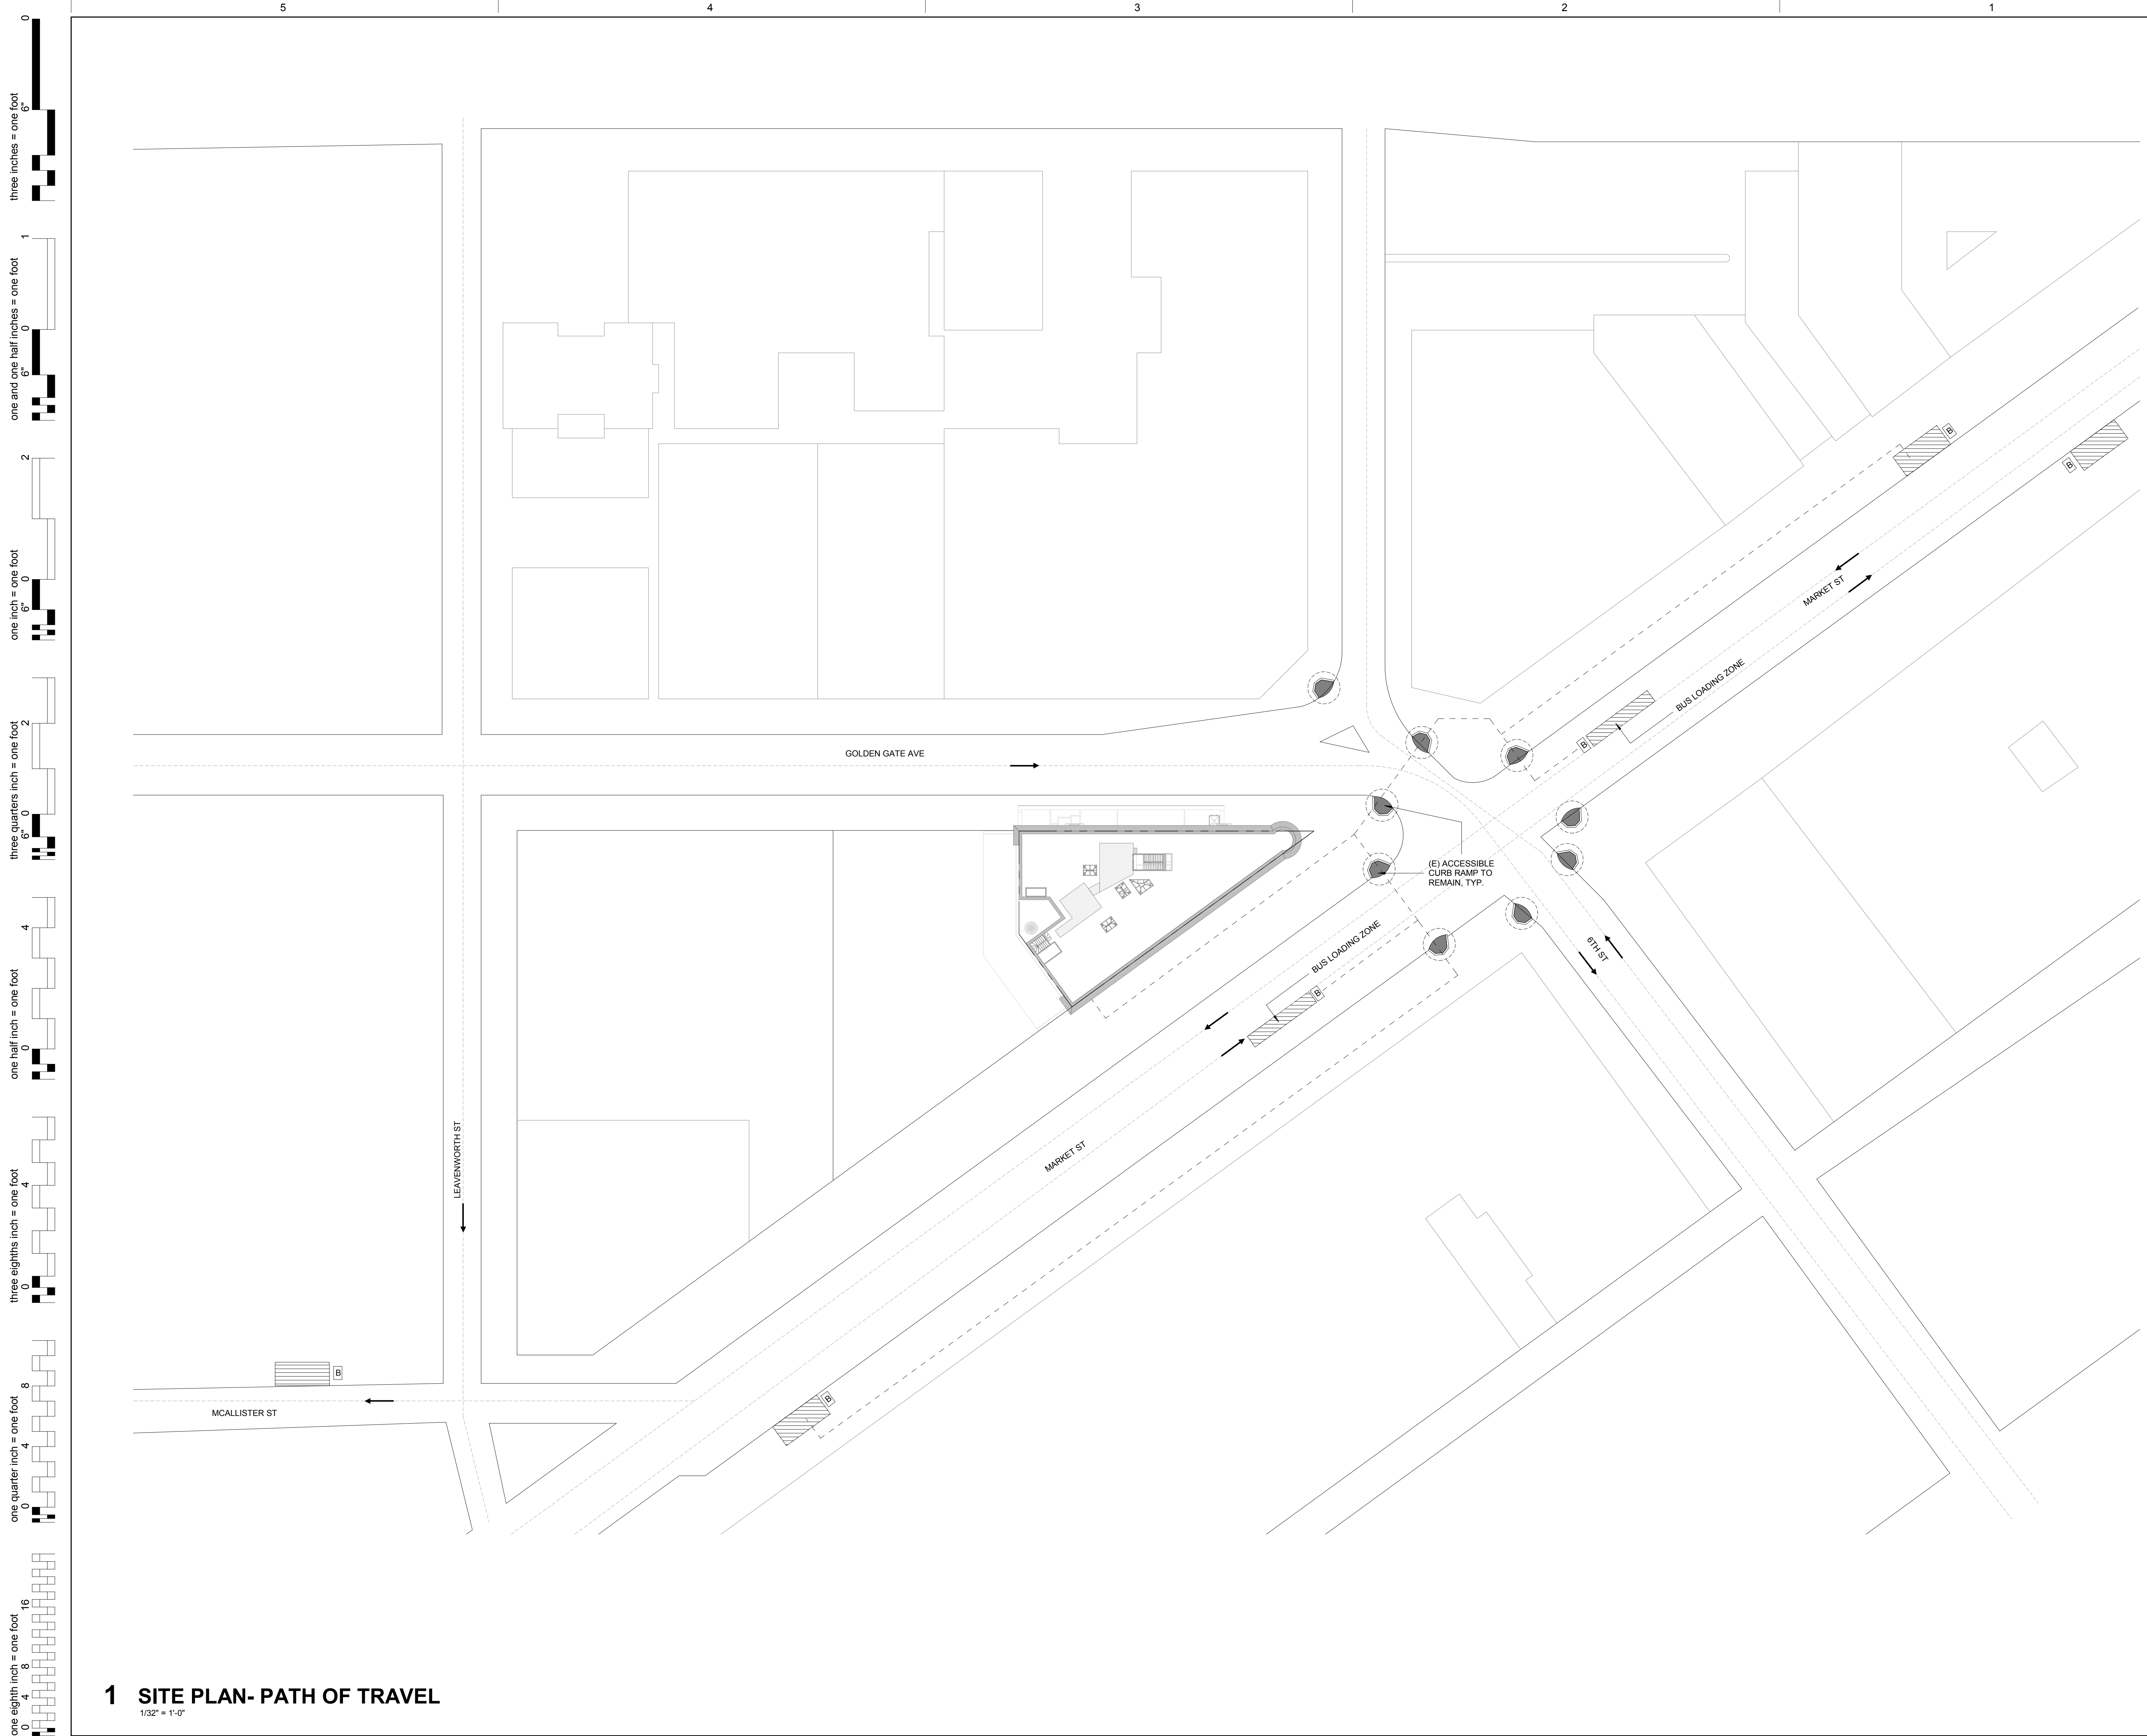 5
4
3
2
1
three inches = one foot
0
6"
one and one half inches = one foot
1
0
6"
one inch = one foot
2
0
6"
three quarters inch = one foot
2
0
6"
one half inch = one foot
4
0
three eighths inch = one foot
4
0
one quarter inch = one foot
8
4
0
one eighth inch = one foot
16
8
4
0
B
B
MARKET ST
BUS LOADING ZONE
B
GOLDEN GATE AVE
(E) ACCESSIBLE
CURB RAMP TO
REMAIN, TYP.
BUS LOADING ZONE
B
6TH ST
MARKET ST
LEAVENWORTH ST
B
B
MCALLISTER ST
1 SITE PLAN- PATH OF TRAVEL
1/32" = 1'-0"